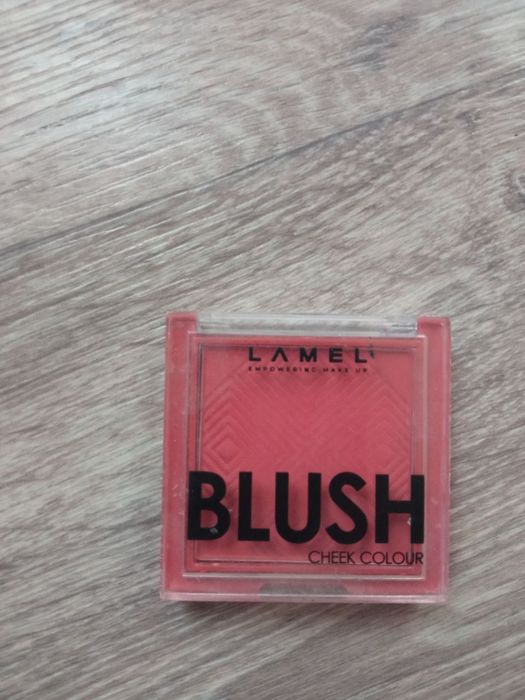 LAMEL
EMPOWERING MAKE UP
BLUSH
CHEEK COLOUR